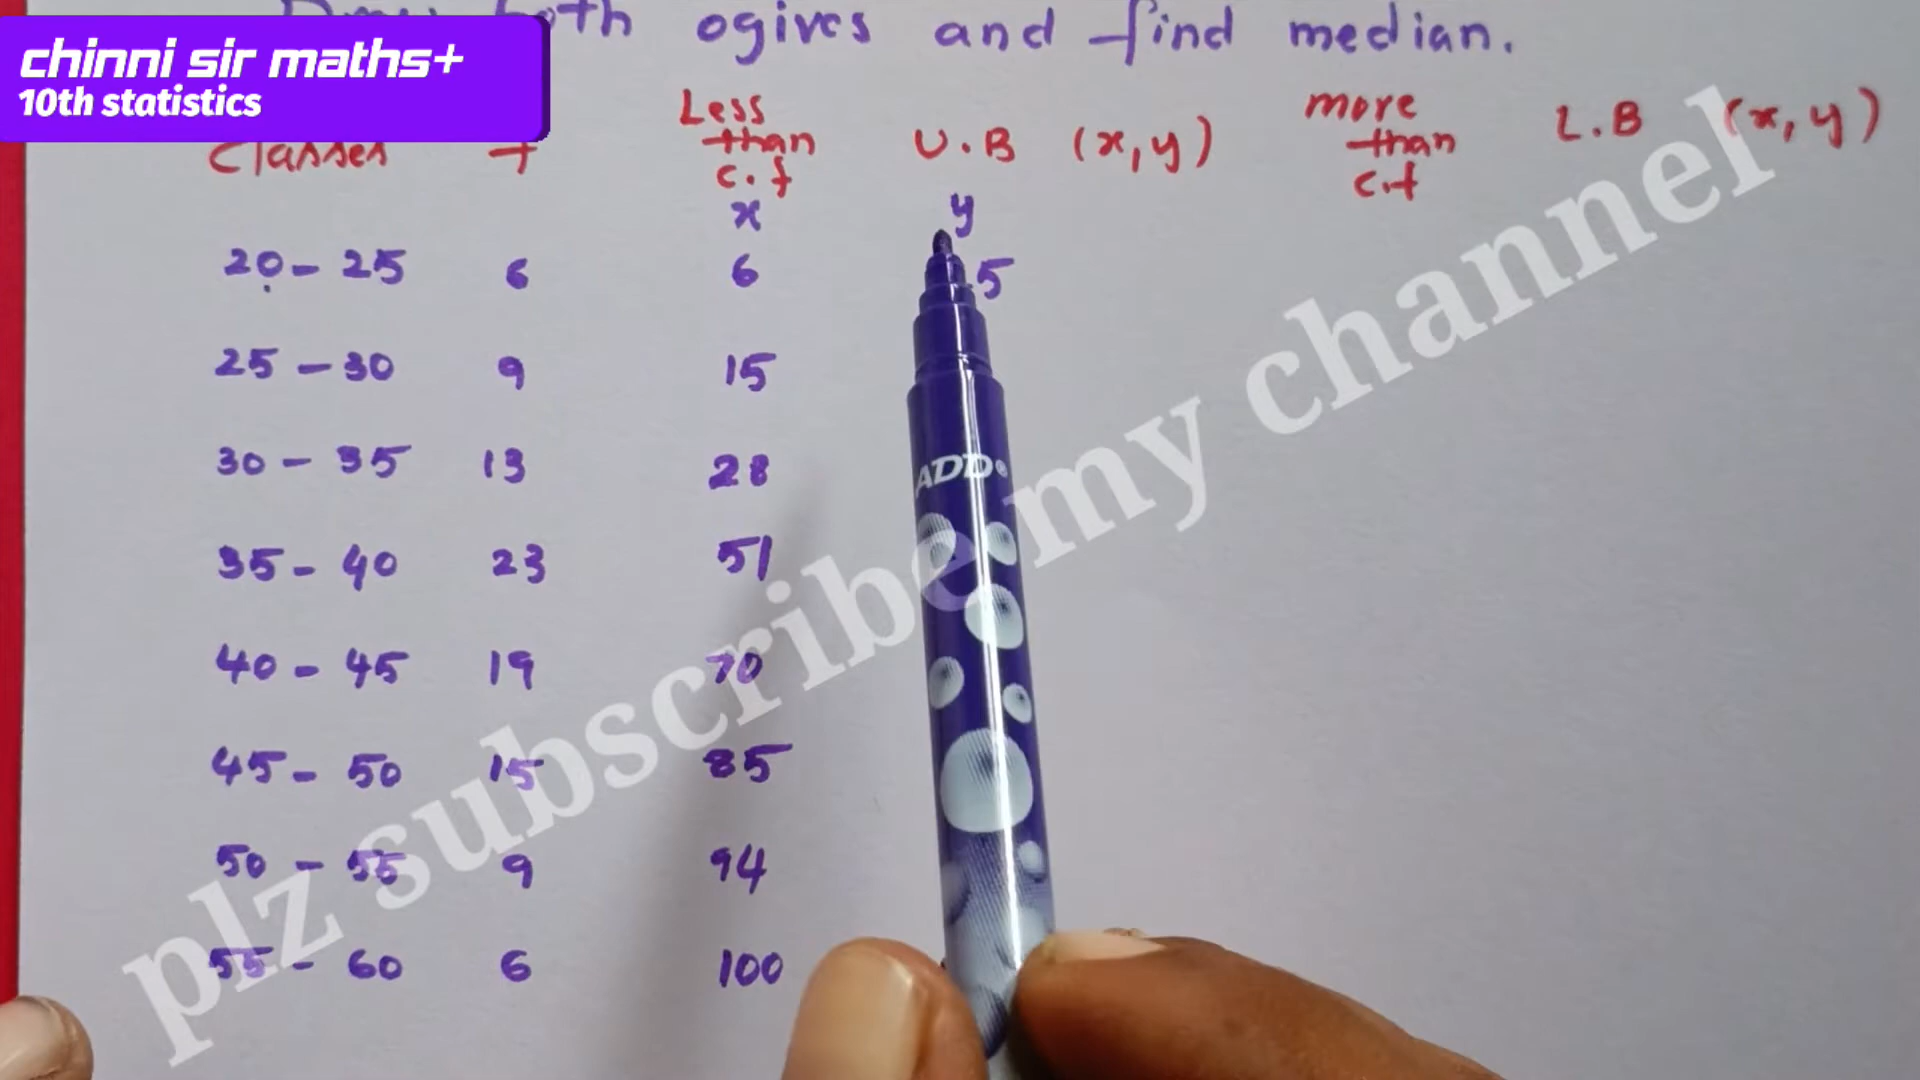 both ogives and find median.
chinni sir maths+
10th statistics
Classes f Less than c.f U.B (x,y) more than c.f L.B (x,y)
x y
20 - 25 6 6 5
25 - 30 9 15
30 - 35 13 28
35 - 40 23 51
40 - 45 19 70
45 - 50 15 85
50 - 55 9 94
55 - 60 6 100
ADD
plz subscribe my channel